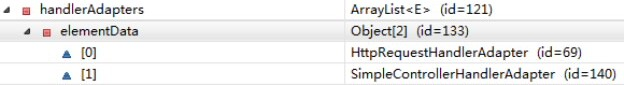 handlerAdapters ArrayList<E> (id=121)
elementData Object[2] (id=133)
[0] HttpRequestHandlerAdapter (id=69)
[1] SimpleControllerHandlerAdapter (id=140)